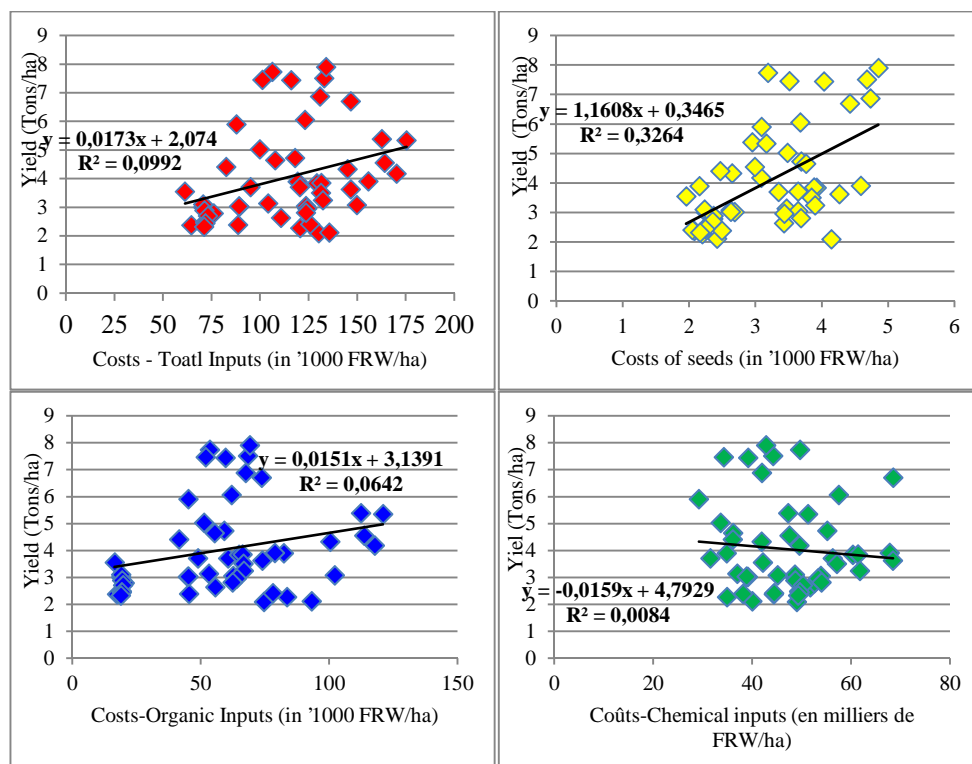 9
8
7
6
5
4
3
2
1
0
Yield (Tons/ha)
y = 0,0173x + 2,074
R² = 0,0992
0 25 50 75 100 125 150 175 200
Costs - Toatl Inputs (in '1000 FRW/ha)
9
8
7
6
5
4
3
2
1
0
Yield (Tons/ha)
y = 1,1608x + 0,3465
R² = 0,3264
0 1 2 3 4 5 6
Costs of seeds (in '1000 FRW/ha)
9
8
7
6
5
4
3
2
1
0
Yield (Tons/ha)
y = 0,0151x + 3,1391
R² = 0,0642
0 50 100 150
Costs-Organic Inputs (in '1000 FRW/ha)
9
8
7
6
5
4
3
2
1
0
Yiel (Tons/ha)
y = -0,0159x + 4,7929
R² = 0,0084
0 20 40 60 80
Coûts-Chemical inputs (en milliers de
FRW/ha)